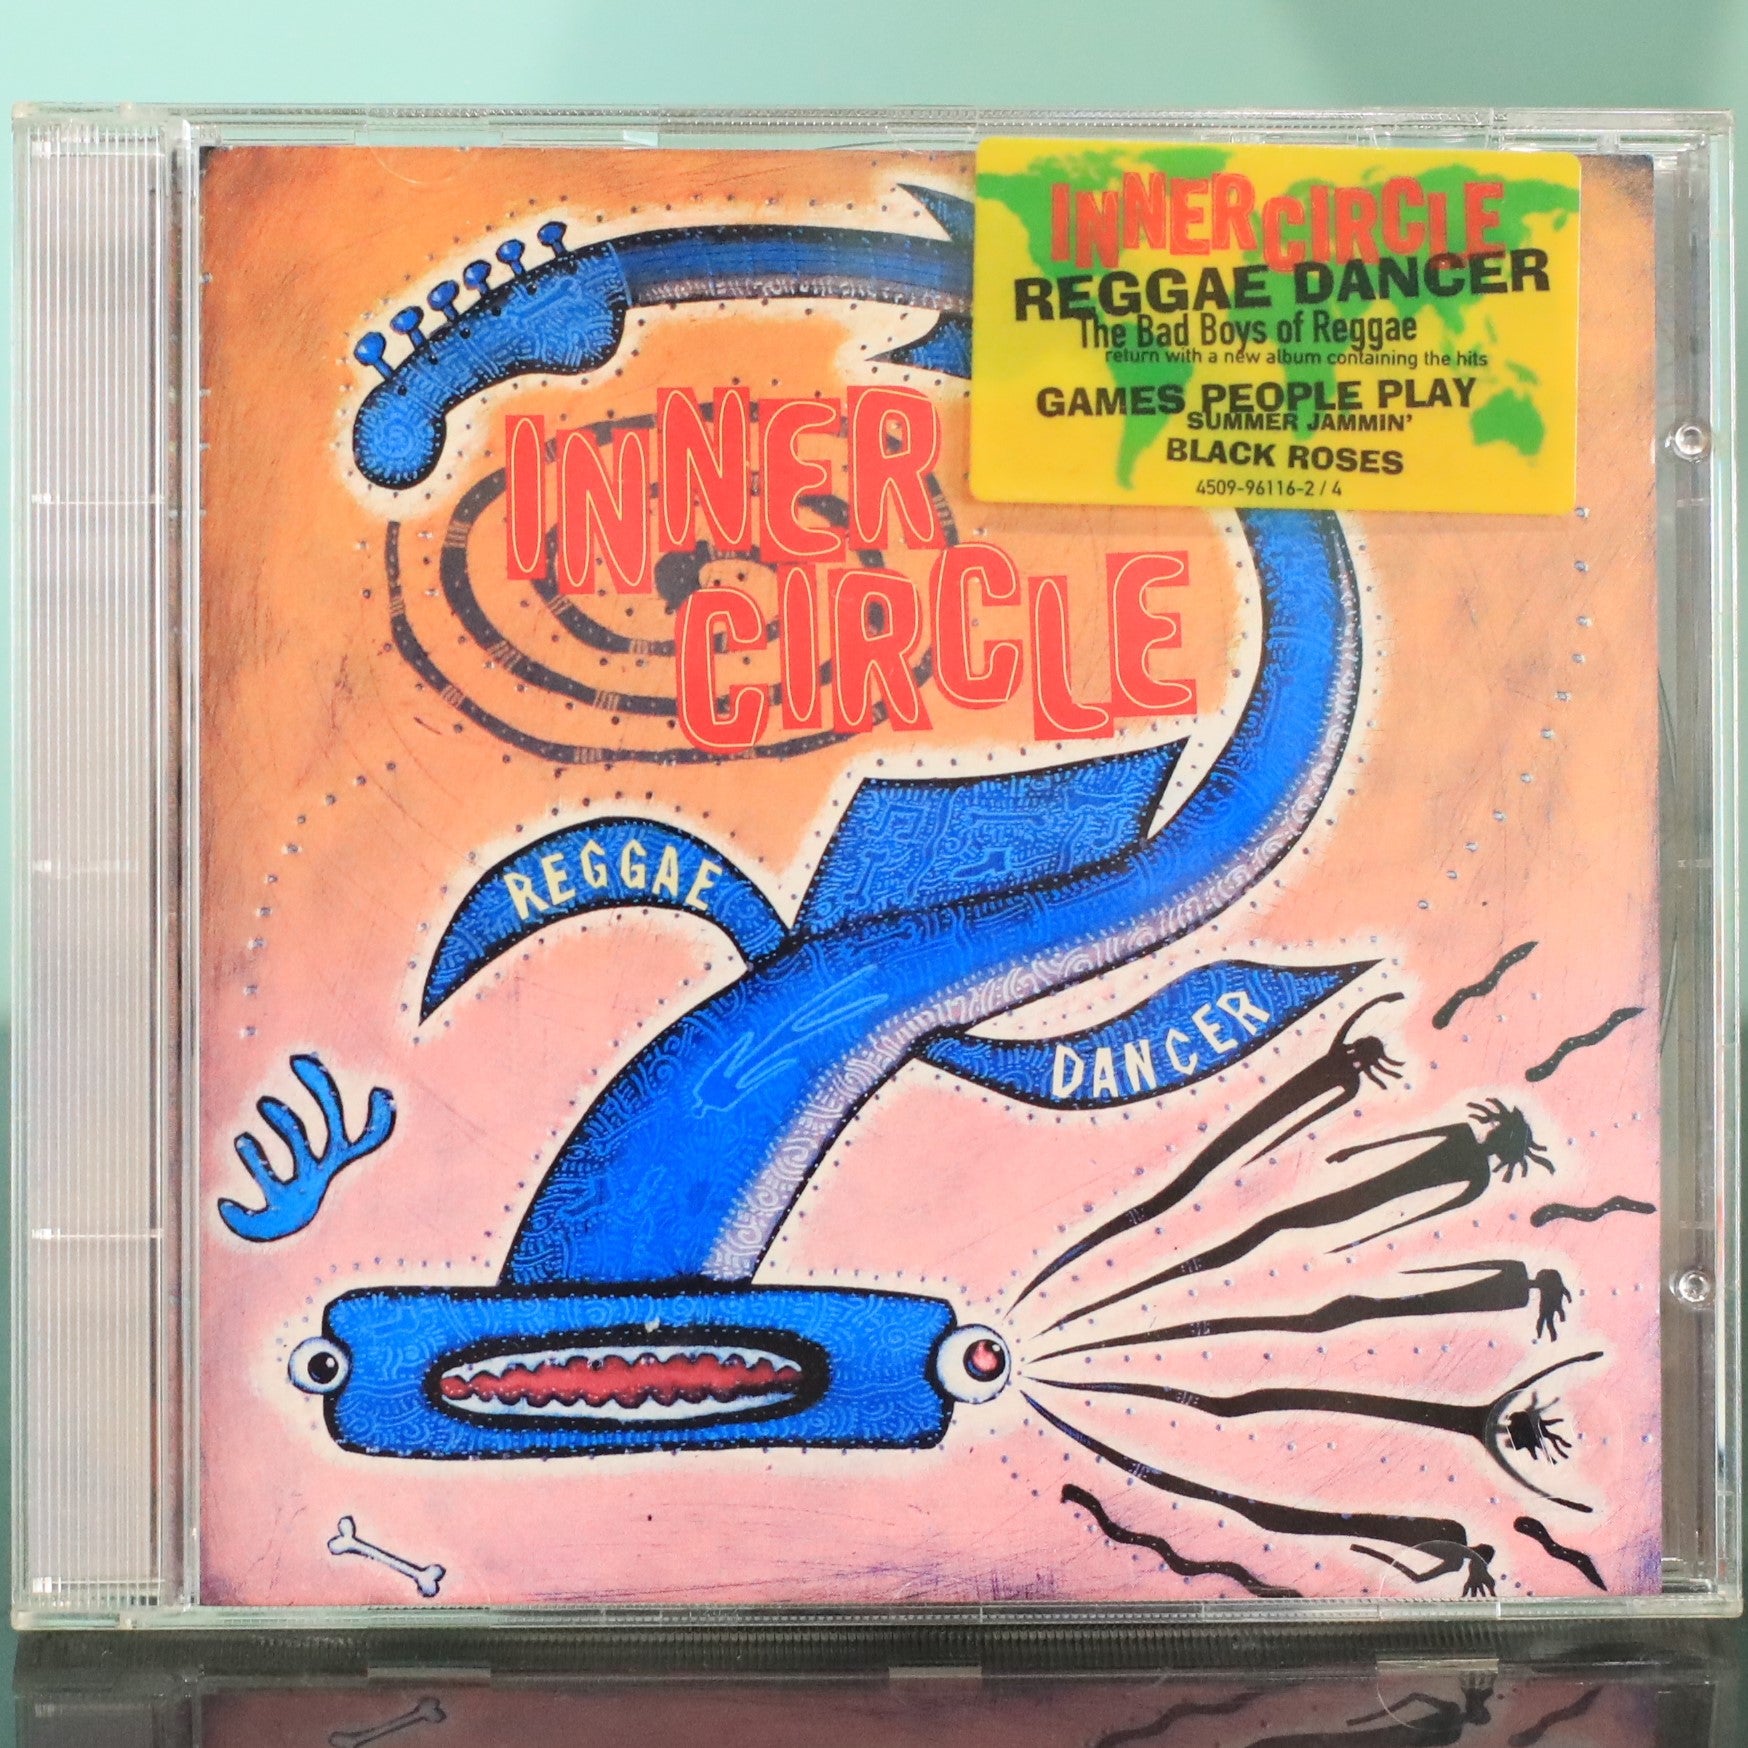 INNER CIRCLE
REGGAE DANCER
The Bad Boys of Reggae
return with a new album containing the hits
GAMES PEOPLE PLAY
SUMMER JAMMIN'
BLACK ROSES
4509-96116-2 / 4
INNER
CIRCLE
REGGAE
DANCER